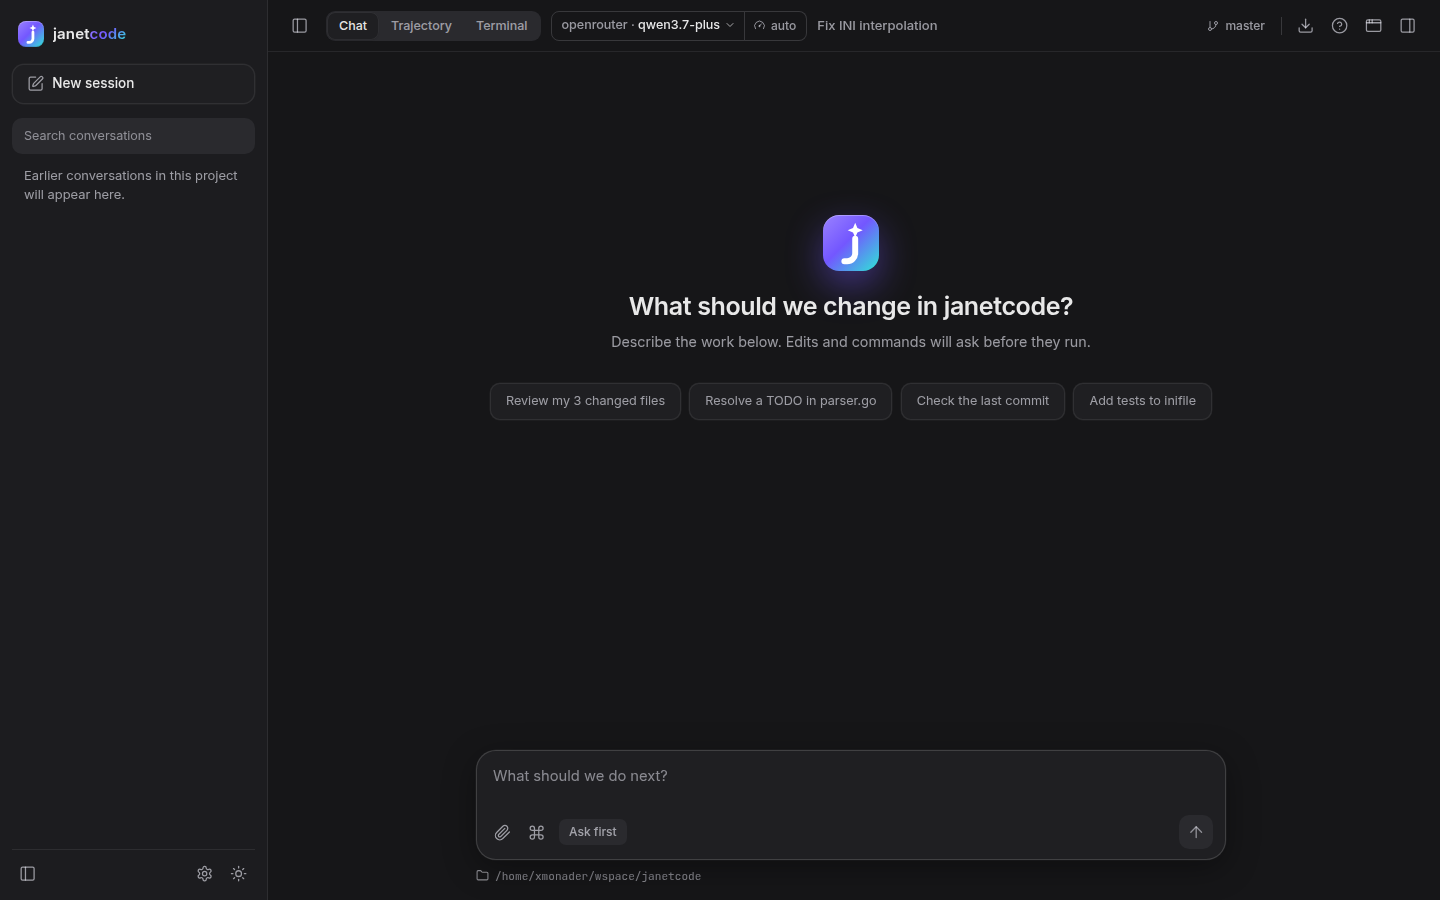 janetcode
New session
Search conversations
Earlier conversations in this project
will appear here.
Chat
Trajectory
Terminal
openrouter · qwen3.7-plus
auto
Fix INI interpolation
master
What should we change in janetcode?
Describe the work below. Edits and commands will ask before they run.
Review my 3 changed files
Resolve a TODO in parser.go
Check the last commit
Add tests to inifile
What should we do next?
Ask first
/home/xmonader/wspace/janetcode